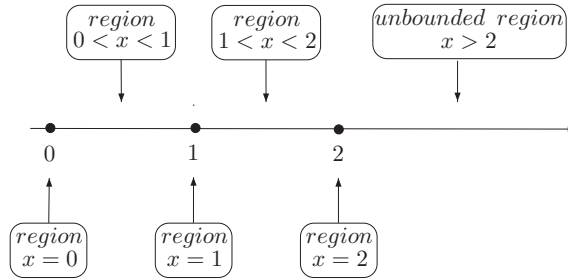 region
0 < x < 1
region
1 < x < 2
unbounded region
x > 2
0
1
2
region
x = 0
region
x = 1
region
x = 2